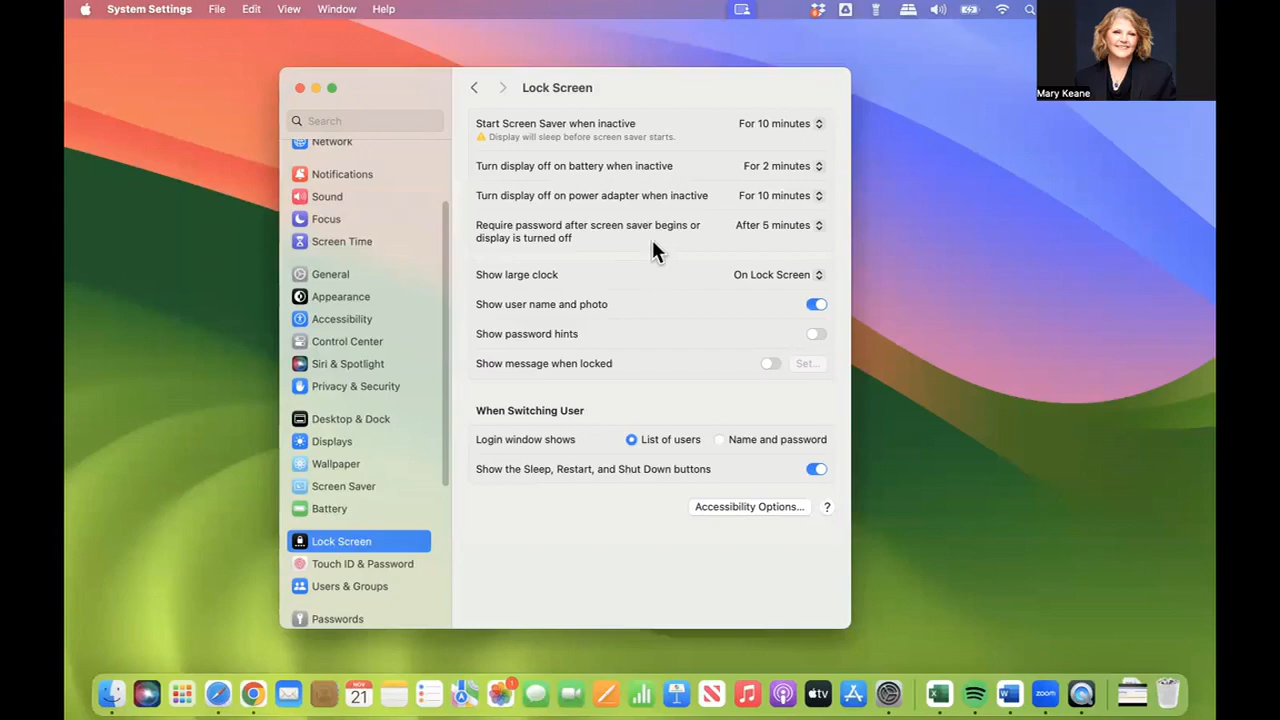 System Settings File Edit View Window Help
Mary Keane
Lock Screen
Search
Network
Notifications
Sound
Focus
Screen Time
General
Appearance
Accessibility
Control Center
Siri & Spotlight
Privacy & Security
Desktop & Dock
Displays
Wallpaper
Screen Saver
Battery
Lock Screen
Touch ID & Password
Users & Groups
Passwords
Start Screen Saver when inactive For 10 minutes
Display will sleep before screen saver starts.
Turn display off on battery when inactive For 2 minutes
Turn display off on power adapter when inactive For 10 minutes
Require password after screen saver begins or After 5 minutes
display is turned off
Show large clock On Lock Screen
Show user name and photo
Show password hints
Show message when locked Set...
When Switching User
Login window shows List of users Name and password
Show the Sleep, Restart, and Shut Down buttons
Accessibility Options... ?
NOV
21
1
tv
zoom